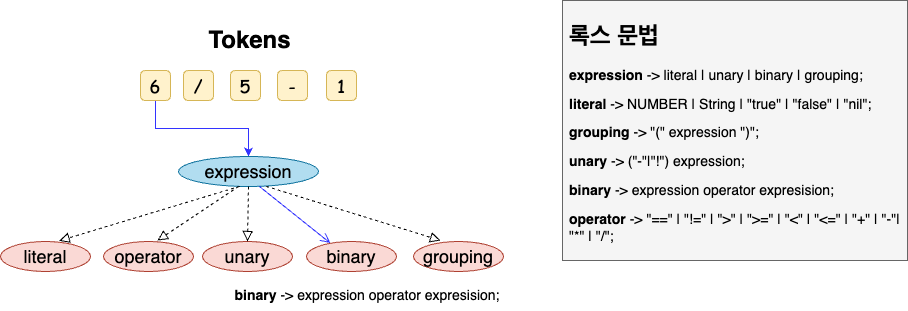 Tokens
6 / 5 - 1
expression
literal operator unary binary grouping
binary -> expression operator expresision;
록스 문법
expression -> literal | unary | binary | grouping;
literal -> NUMBER | String | "true" | "false" | "nil";
grouping -> "(" expression ")";
unary -> ("-"|"!") expression;
binary -> expression operator expresision;
operator -> "==" | "!=" | ">" | ">=" | "<" | "<=" | "+" | "-"|
"*" | "/";